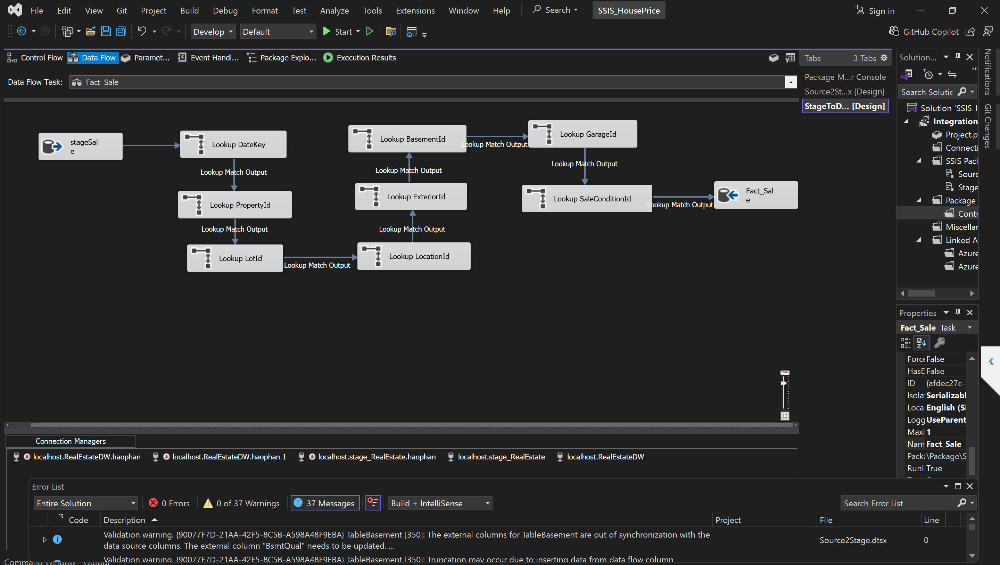 File Edit View Git Project Build Debug Format Test Analyze Tools Extensions Window Help Search SSIS_HousePrice Sign in
Develop Default Start GitHub Copilot
Control Flow Data Flow Paramet... Event Handl... Package Explo... Execution Results
Data Flow Task: Fact_Sale
stageSal
e
Lookup DateKey
Lookup Match Output
Lookup PropertyId
Lookup Match Output
Lookup LotId
Lookup Match Output
Lookup LocationId
Lookup Match Output
Lookup ExteriorId
Lookup Match Output
Lookup BasementId
Lookup Match Output
Lookup GarageId
Lookup Match Output
Lookup SaleConditionId
Lookup Match Output
Fact_Sal
e
200%
Tabs 3 Tabs
Package M...r Console
Source2St...x [Design]
StageToD... [Design]
Solution...
Search Solutic
Solution 'SSIS_H
Integration
Project.p
Connecti
SSIS Pack
Sourc
Stage
Package
Contr
Miscellar
Linked A
Azure
Azure
Notifications
Git Changes
Properties
Fact_Sale Task
Force False
HasE False
ID {afdec27c-
Isola Serializabl
Loca English (Si
Logg UseParent
Maxi 1
Nam Fact_Sale
Packa \Package\S
RunI True
Connection Managers
localhost.RealEstateDW.haophan localhost.RealEstateDW.haophan 1 localhost.stage_RealEstate.haophan localhost.stage_RealEstate localhost.RealEstateDW
Error List
Entire Solution 0 Errors 0 of 37 Warnings 37 Messages Build + IntelliSense Search Error List
Code Description Project File Line
Validation warning. {90077F7D-21AA-42F5-8C5B-A598A48F9EBA} TableBasement [350]: The external columns for TableBasement are out of synchronization with the
data source columns. The external column "BsmtQual" needs to be updated. ...
Source2Stage.dtsx 0
Validation warning. {90077F7D-21AA-42F5-8C5B-A598A48F9EBA} TableBasement [350]: Truncation may occur due to inserting data from data flow column
Command Window Output